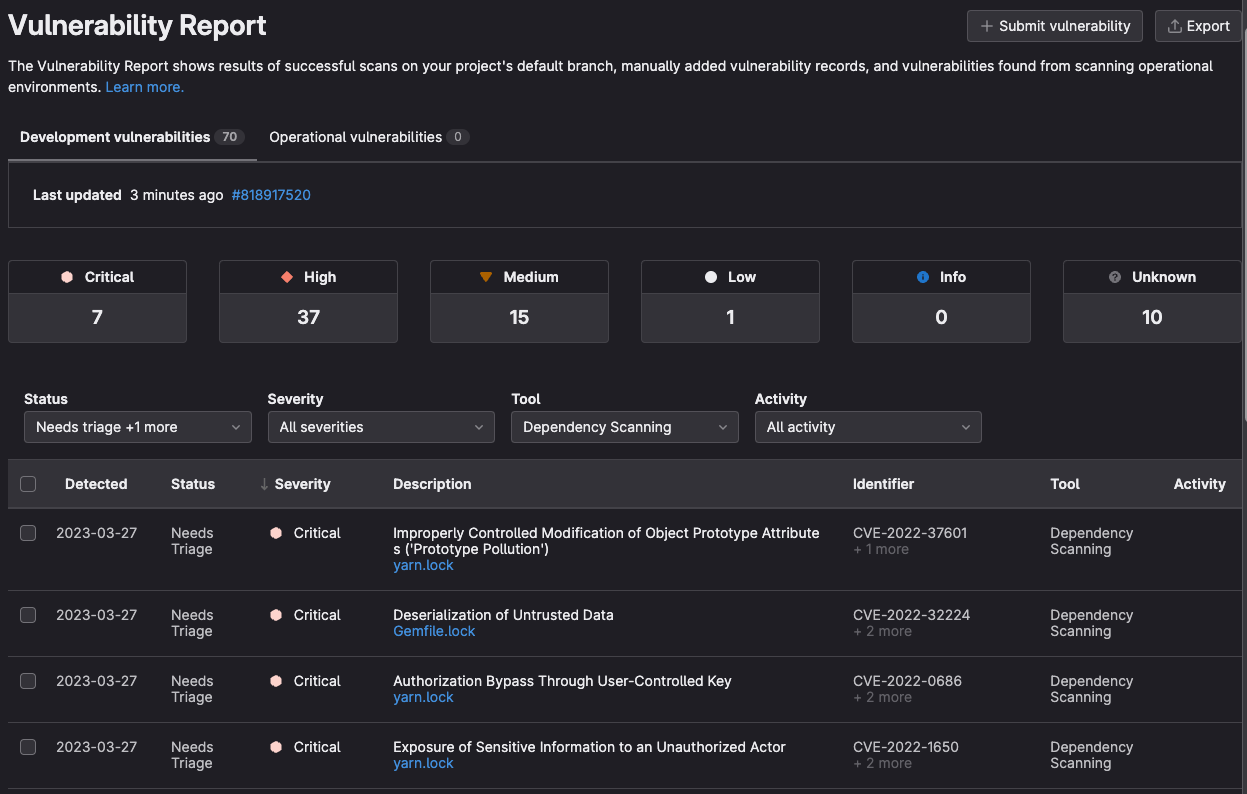 Vulnerability Report
Submit vulnerability
Export
The Vulnerability Report shows results of successful scans on your project's default branch, manually added vulnerability records, and vulnerabilities found from scanning operational
environments. Learn more.
Development vulnerabilities 70
Operational vulnerabilities 0
Last updated 3 minutes ago #818917520
Critical
High
Medium
Low
Info
Unknown
7
37
15
1
0
10
Status
Severity
Tool
Activity
Needs triage +1 more
All severities
Dependency Scanning
All activity
Detected
Status
Severity
Description
Identifier
Tool
Activity
2023-03-27
Needs
Triage
Critical
Improperly Controlled Modification of Object Prototype Attribute
s ('Prototype Pollution')
yarn.lock
CVE-2022-37601
+ 1 more
Dependency
Scanning
2023-03-27
Needs
Triage
Critical
Deserialization of Untrusted Data
Gemfile.lock
CVE-2022-32224
+ 2 more
Dependency
Scanning
2023-03-27
Needs
Triage
Critical
Authorization Bypass Through User-Controlled Key
yarn.lock
CVE-2022-0686
+ 2 more
Dependency
Scanning
2023-03-27
Needs
Triage
Critical
Exposure of Sensitive Information to an Unauthorized Actor
yarn.lock
CVE-2022-1650
+ 2 more
Dependency
Scanning